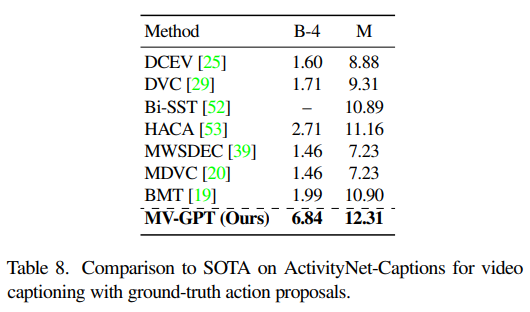 Method B-4 M
DCEV [25] 1.60 8.88
DVC [29] 1.71 9.31
Bi-SST [52] – 10.89
HACA [53] 2.71 11.16
MWSDEC [39] 1.46 7.23
MDVC [20] 1.46 7.23
BMT [19] 1.99 10.90
MV-GPT (Ours) 6.84 12.31
Table 8. Comparison to SOTA on ActivityNet-Captions for video
captioning with ground-truth action proposals.